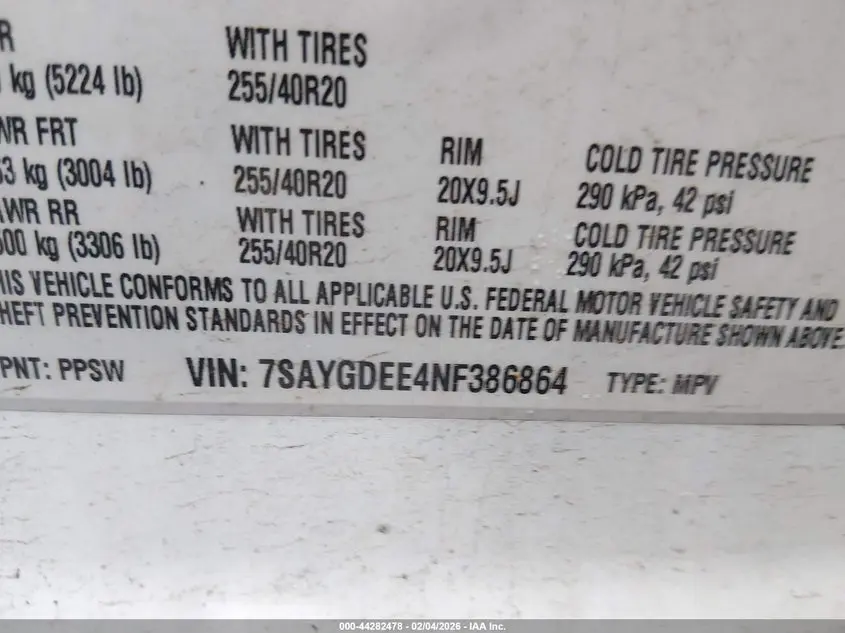 R WITH TIRES
kg (5224 lb) 255/40R20
WR FRT WITH TIRES RIM COLD TIRE PRESSURE
63 kg (3004 lb) 255/40R20 20X9.5J 290 kPa, 42 psi
AWR RR WITH TIRES RIM COLD TIRE PRESSURE
500 kg (3306 lb) 255/40R20 20X9.5J 290 kPa, 42 psi
HIS VEHICLE CONFORMS TO ALL APPLICABLE U.S. FEDERAL MOTOR VEHICLE SAFETY AND
HEFT PREVENTION STANDARDS IN EFFECT ON THE DATE OF MANUFACTURE SHOWN ABOVE.
PNT: PPSW VIN: 7SAYGDEE4NF386864 TYPE: MPV
000-44282478 - 02/04/2026 - IAA Inc.